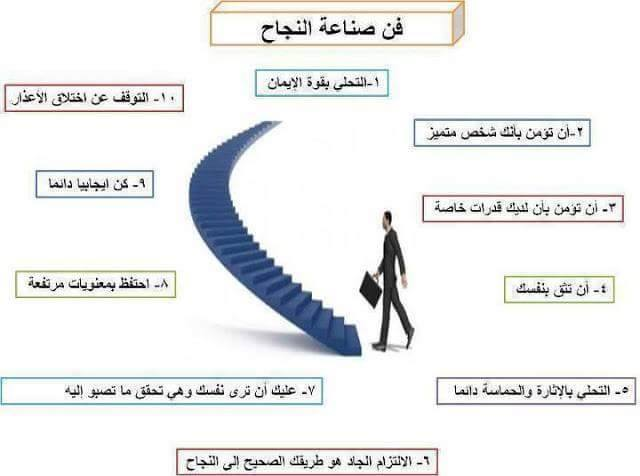 فن صناعة النجاح
١-التحلي بقوة الإيمان
٢-أن تؤمن بأنك شخص متميز
٣- أن تؤمن بأن لديك قدرات خاصة
٤- أن تثق بنفسك
٥- التحلي بالإثارة والحماسة دائما
٦- الالتزام الجاد هو طريقك الصحيح إلى النجاح
٧- عليك أن ترى نفسك وهي تحقق ما تصبو إليه
٨- احتفظ بمعنويات مرتفعة
٩- كن ايجابيا دائما
١٠- التوقف عن اختلاق الأعذار